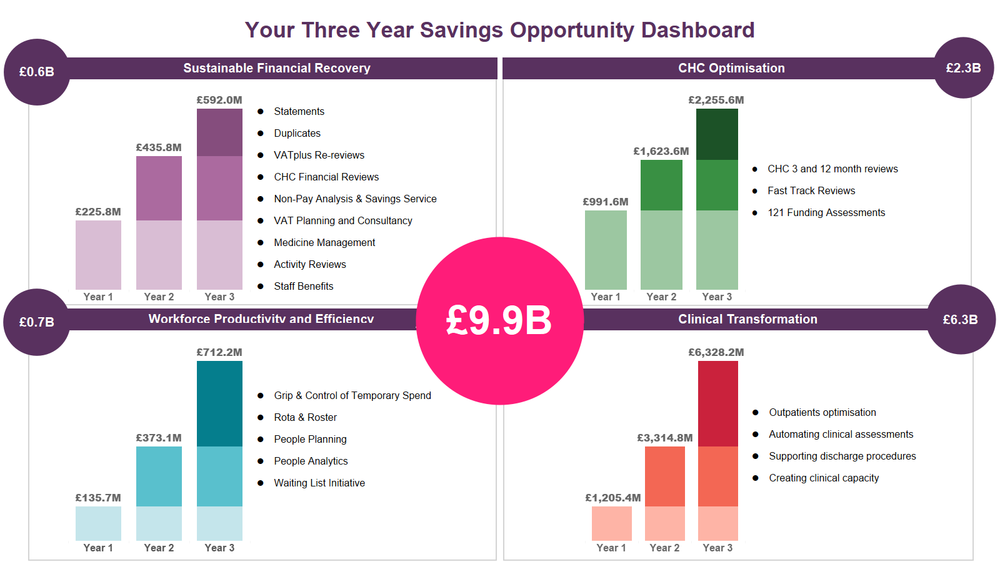 Your Three Year Savings Opportunity Dashboard
£0.6B
Sustainable Financial Recovery
£592.0M
£435.8M
£225.8M
Year 1
Year 2
Year 3
Statements
Duplicates
VATplus Re-reviews
CHC Financial Reviews
Non-Pay Analysis & Savings Service
VAT Planning and Consultancy
Medicine Management
Activity Reviews
Staff Benefits
CHC Optimisation
£2.3B
£2,255.6M
£1,623.6M
£991.6M
Year 1
Year 2
Year 3
CHC 3 and 12 month reviews
Fast Track Reviews
121 Funding Assessments
£9.9B
£0.7B
Workforce Productivity and Efficiency
£712.2M
£373.1M
£135.7M
Year 1
Year 2
Year 3
Grip & Control of Temporary Spend
Rota & Roster
People Planning
People Analytics
Waiting List Initiative
Clinical Transformation
£6.3B
£6,328.2M
£3,314.8M
£1,205.4M
Year 1
Year 2
Year 3
Outpatients optimisation
Automating clinical assessments
Supporting discharge procedures
Creating clinical capacity